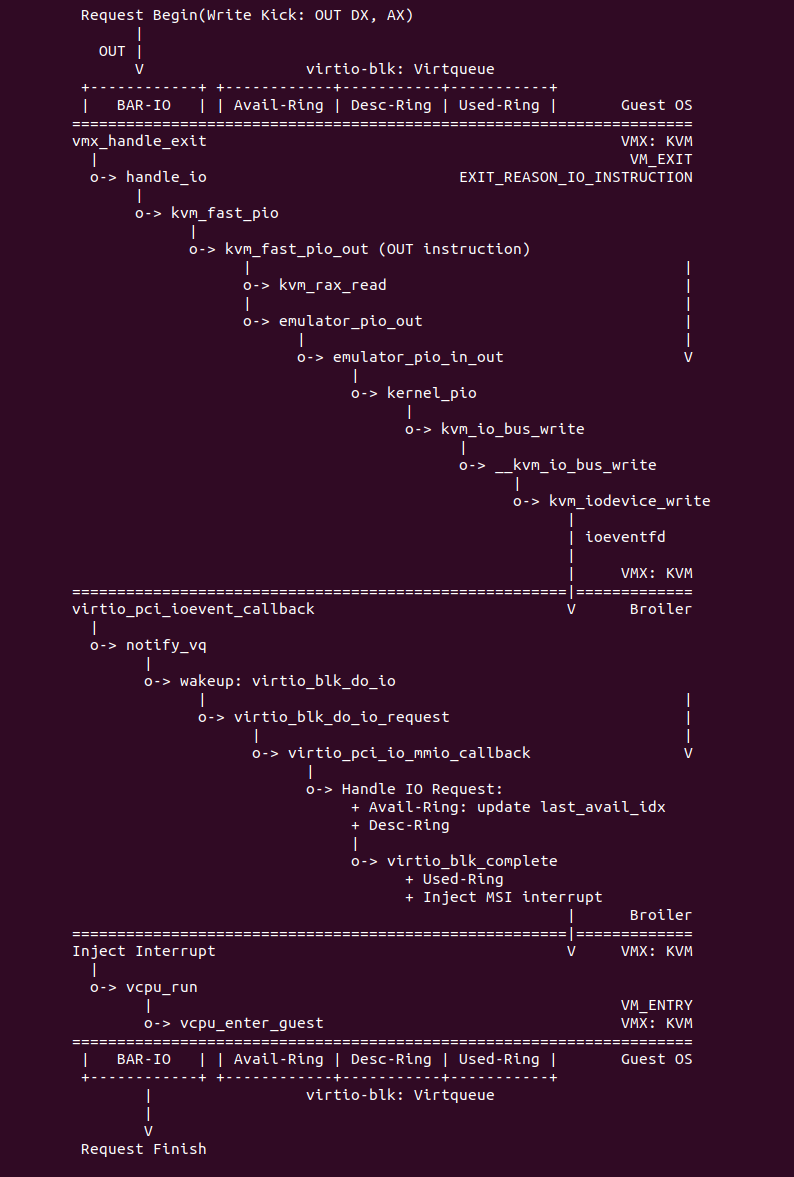 Request Begin(Write Kick: OUT DX, AX)
       |
   OUT |
       V                  virtio-blk: Virtqueue
 +------------+ +------------+-----------+-----------+
 |   BAR-IO   | | Avail-Ring | Desc-Ring | Used-Ring |       Guest OS
=====================================================================
vmx_handle_exit                                              VMX: KVM
  |                                                           VM_EXIT
  o-> handle_io                            EXIT_REASON_IO_INSTRUCTION
       |
       o-> kvm_fast_pio
             |
             o-> kvm_fast_pio_out (OUT instruction)
                   |                                                |
                   o-> kvm_rax_read                                 |
                   |                                                |
                   o-> emulator_pio_out                             |
                         |                                          |
                         o-> emulator_pio_in_out                    V
                               |
                               o-> kernel_pio
                                     |
                                     o-> kvm_io_bus_write
                                           |
                                           o-> __kvm_io_bus_write
                                                 |
                                                 o-> kvm_iodevice_write
                                                       |
                                                       | ioeventfd
                                                       |
                                                       |     VMX: KVM
=======================================================|=============
virtio_pci_ioevent_callback                            V      Broiler
  |
  o-> notify_vq
        |
        o-> wakeup: virtio_blk_do_io
              |                                                     |
              o-> virtio_blk_do_io_request                          |
                    |                                               |
                    o-> virtio_pci_io_mmio_callback                 V
                          |
                          o-> Handle IO Request:
                               + Avail-Ring: update last_avail_idx
                               + Desc-Ring
                               |
                               o-> virtio_blk_complete
                                     + Used-Ring
                                     + Inject MSI interrupt
                                                       |      Broiler
=======================================================|=============
Inject Interrupt                                       V     VMX: KVM
  |
  o-> vcpu_run
        |                                                    VM_ENTRY
        o-> vcpu_enter_guest                                 VMX: KVM
=====================================================================
 |   BAR-IO   | | Avail-Ring | Desc-Ring | Used-Ring |       Guest OS
 +------------+ +------------+-----------+-----------+
        |                 virtio-blk: Virtqueue
        |
        V
 Request Finish